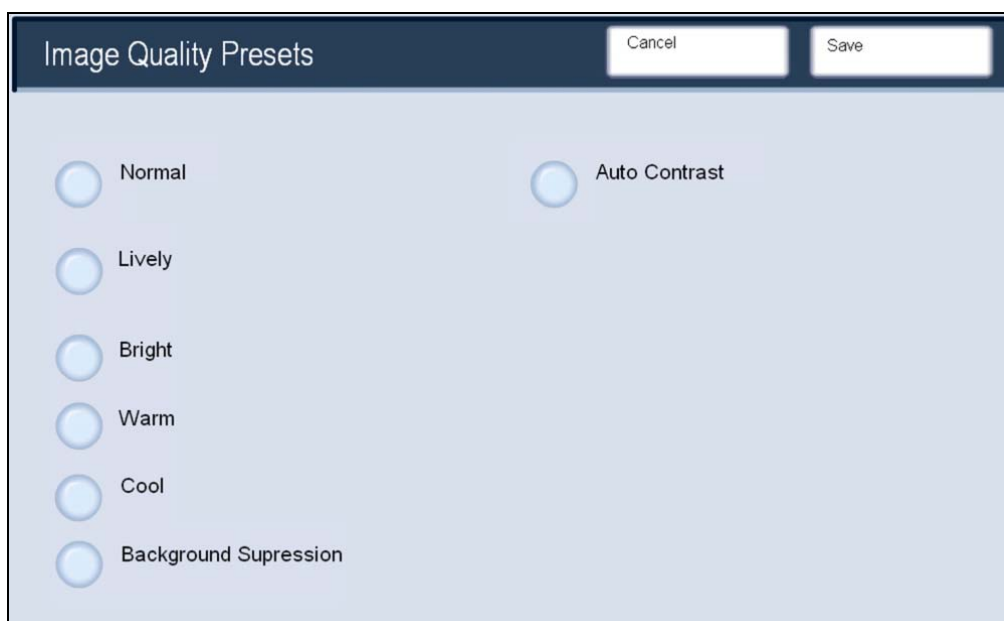 Image Quality Presets
Cancel
Save
Normal
Auto Contrast
Lively
Bright
Warm
Cool
Background Supression